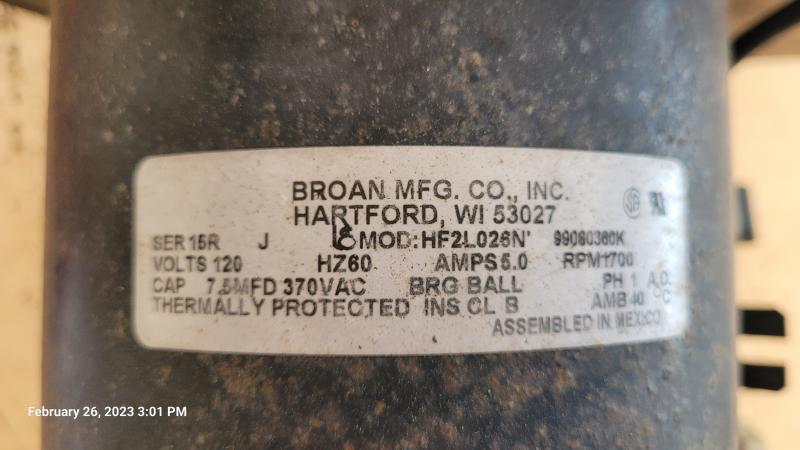 BROAN MFG. CO., INC.
HARTFORD, WI 53027
SER 15R J MOD:HF2L026N' 99080360K
VOLTS 120 HZ60 AMPS 5.0 RPM1700
CAP 7.5MFD 370VAC BRG BALL PH 1 A.O.
THERMALLY PROTECTED INS CL B AMB 40 °C
ASSEMBLED IN MEXICO
February 26, 2023 3:01 PM